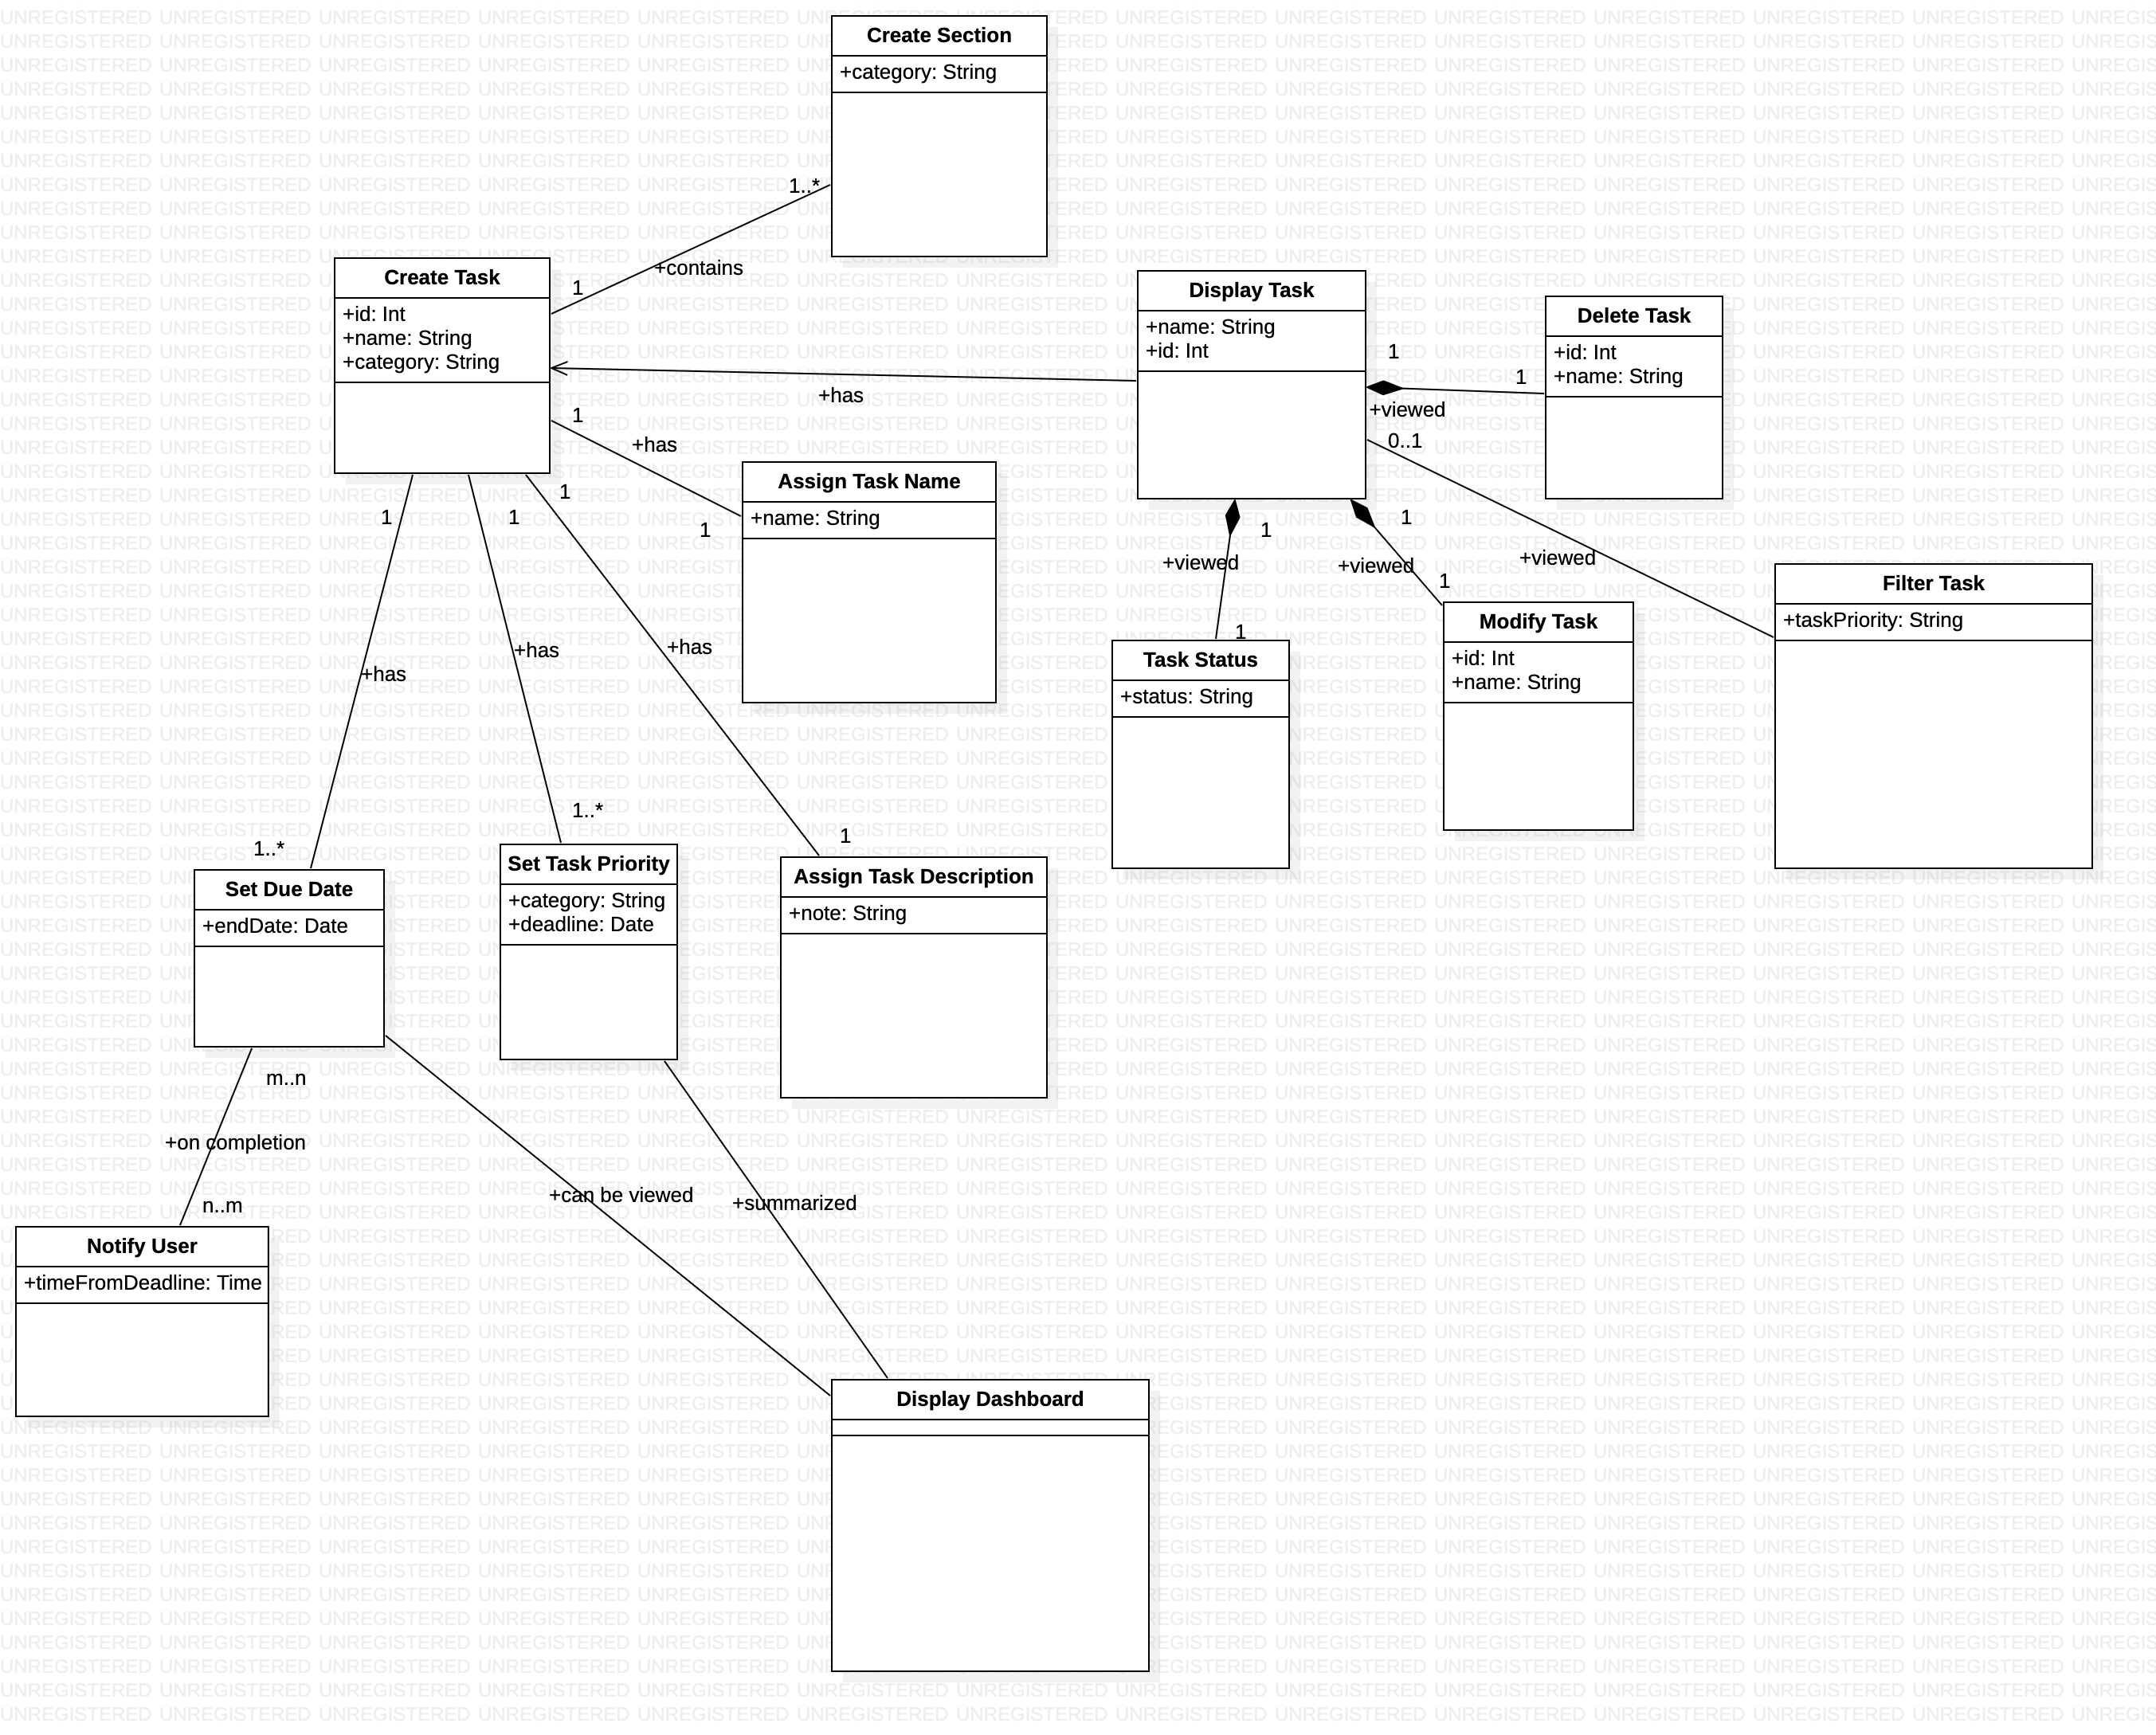 Create Section
+category: String
1..*
+contains
1
Create Task
+id: Int
+name: String
+category: String
Display Task
+name: String
+id: Int
Delete Task
+id: Int
+name: String
1
1
+viewed
+has
1
+has
0..1
Assign Task Name
+name: String
1
1
1
1
1
1
+viewed
+viewed
+viewed
1
Filter Task
+taskPriority: String
Modify Task
+id: Int
+name: String
1
Task Status
+status: String
+has
+has
+has
1..*
1..*
1
Set Due Date
+endDate: Date
Set Task Priority
+category: String
+deadline: Date
Assign Task Description
+note: String
m..n
+on completion
n..m
+can be viewed
+summarized
Notify User
+timeFromDeadline: Time
Display Dashboard
UNREGISTERED